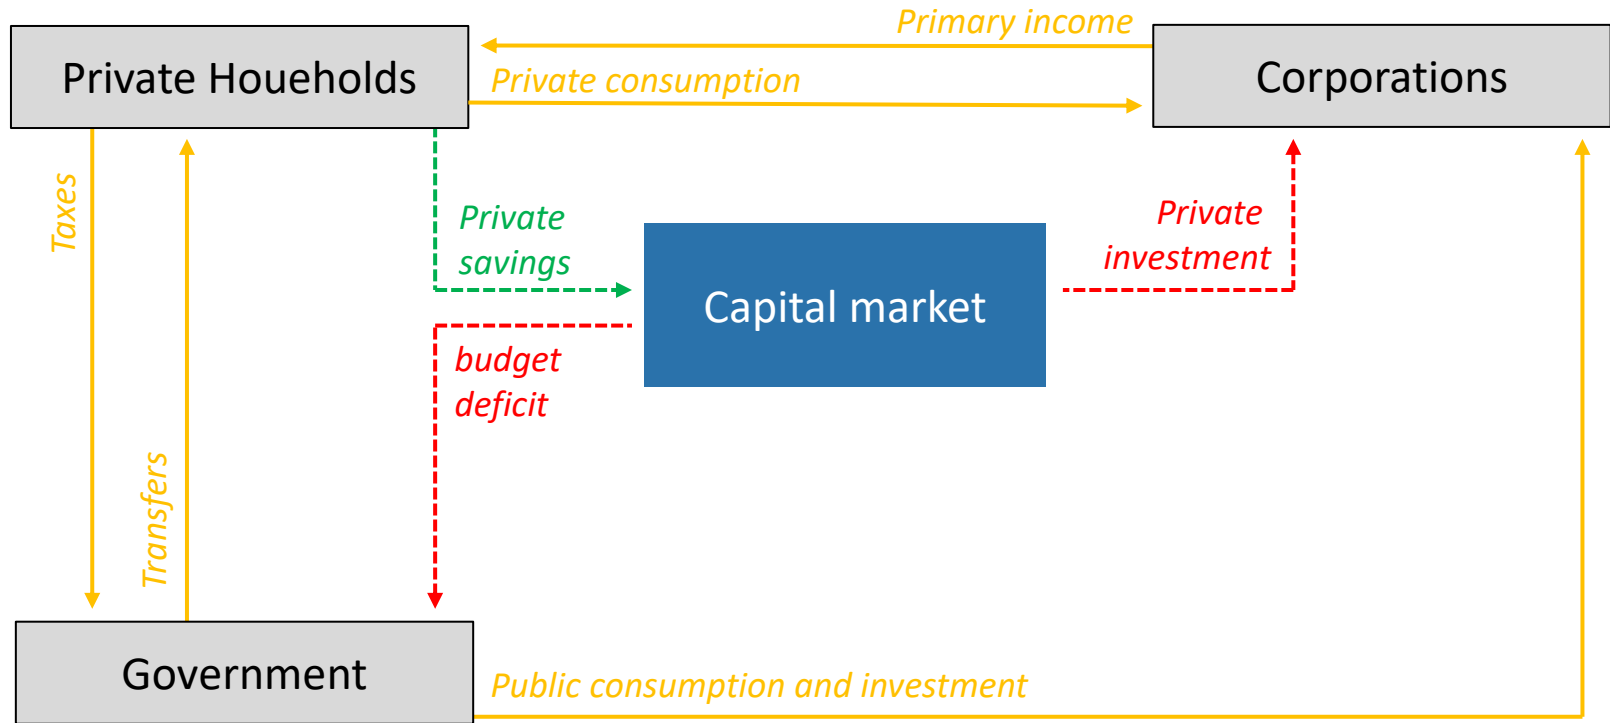 Primary income
Private Houeholds
Private consumption
Corporations
Taxes
Private
savings
Private
investment
Capital market
budget
deficit
Transfers
Government
Public consumption and investment